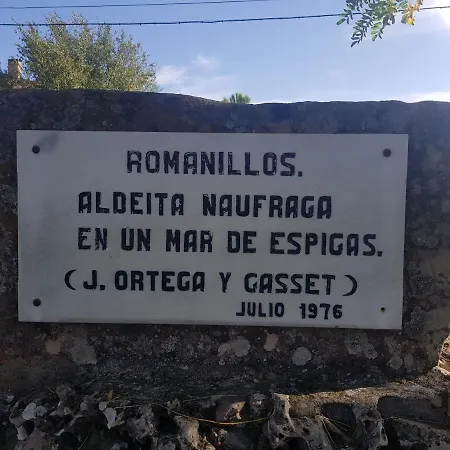 ROMANILLOS.
ALDEITA NAUFRAGA
EN UN MAR DE ESPIGAS.
(J. ORTEGA Y GASSET)
JULIO 1976